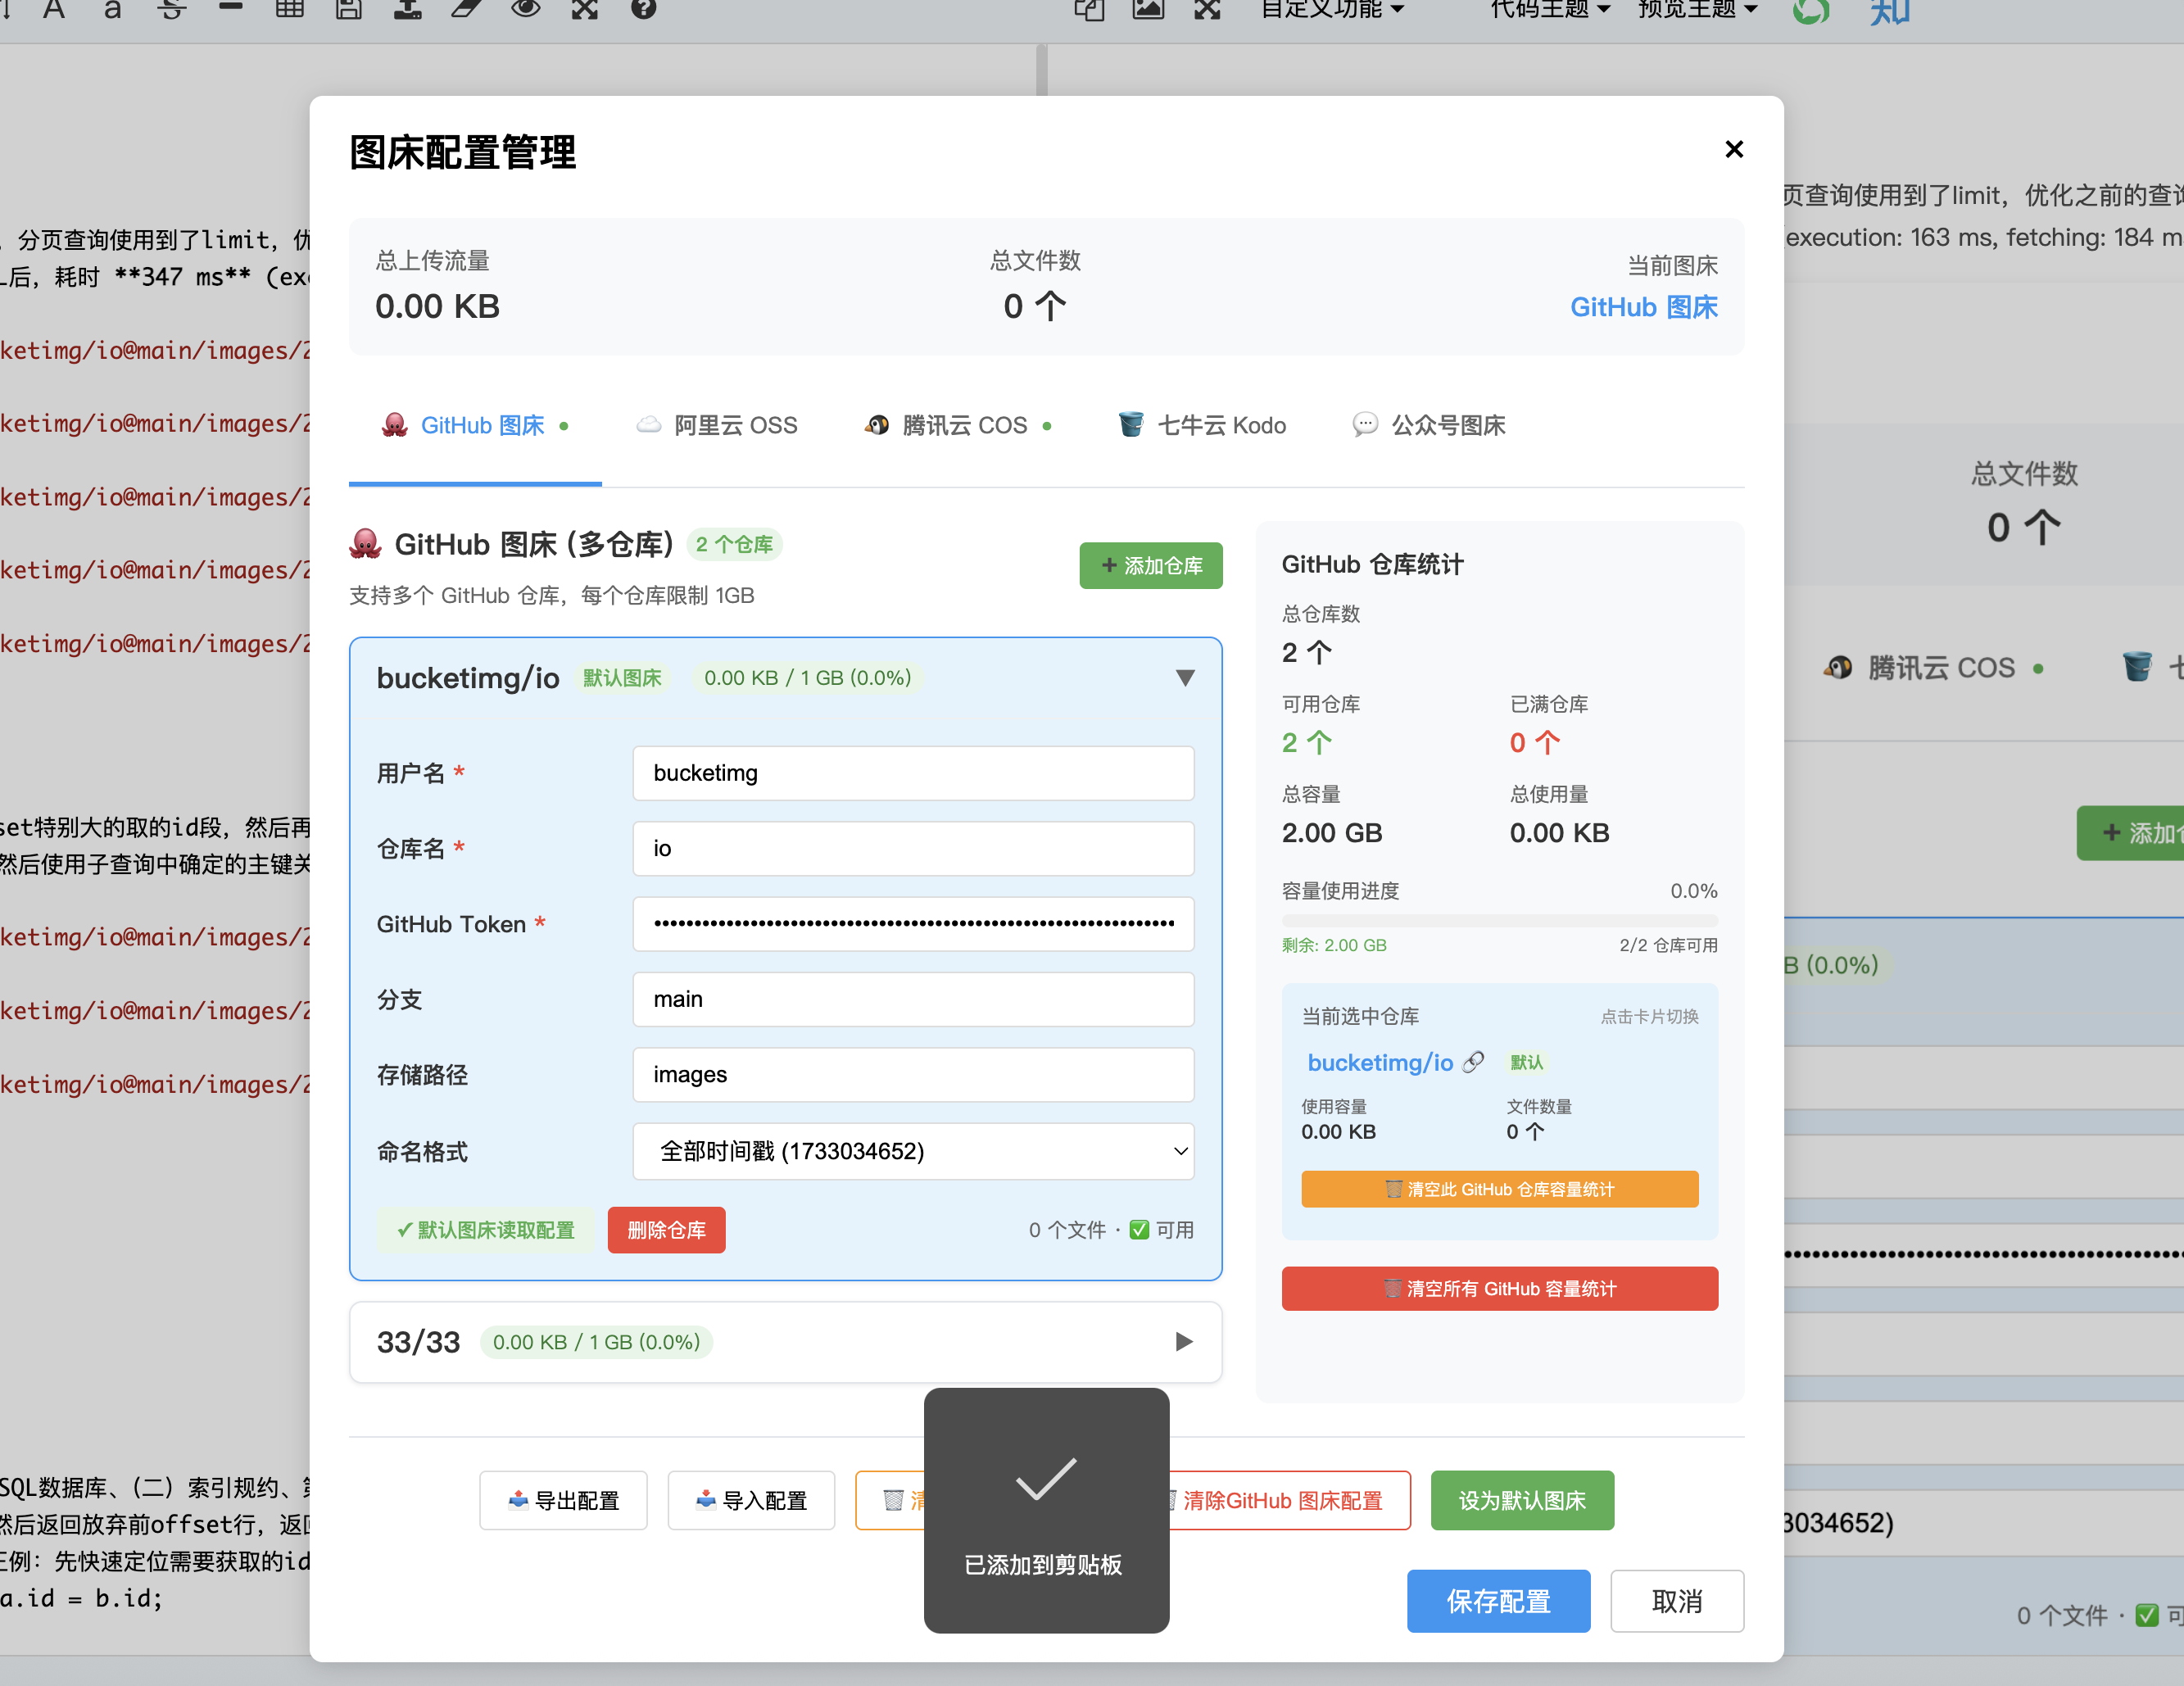 自定义功能
代码主题
预览主题
知
，分页查询使用到了limit，优
后，耗时 **347 ms** (ex
ketimg/io@main/images/2
ketimg/io@main/images/2
ketimg/io@main/images/2
ketimg/io@main/images/2
ketimg/io@main/images/2
set特别大的取的id段，然后再
然后使用子查询中确定的主键关
ketimg/io@main/images/2
ketimg/io@main/images/2
ketimg/io@main/images/2
SQL数据库、（二）索引规约、第
然后返回放弃前offset行，返回
正例：先快速定位需要获取的id
a.id = b.id;
图床配置管理
×
总上传流量
0.00 KB
总文件数
0 个
当前图床
GitHub 图床
GitHub 图床
阿里云 OSS
腾讯云 COS
七牛云 Kodo
公众号图床
GitHub 图床 (多仓库) 2 个仓库
支持多个 GitHub 仓库，每个仓库限制 1GB
+ 添加仓库
bucketimg/io 默认图床 0.00 KB / 1 GB (0.0%)
用户名 * bucketimg
仓库名 * io
GitHub Token *
分支 main
存储路径 images
命名格式 全部时间戳 (1733034652)
✓默认图床读取配置 删除仓库 0 个文件 · ✅ 可用
33/33 0.00 KB / 1 GB (0.0%)
GitHub 仓库统计
总仓库数
2 个
可用仓库 已满仓库
2 个 0 个
总容量 总使用量
2.00 GB 0.00 KB
容量使用进度 0.0%
剩余: 2.00 GB 2/2 仓库可用
当前选中仓库 点击卡片切换
bucketimg/io 默认
使用容量 文件数量
0.00 KB 0 个
清空此 GitHub 仓库容量统计
清空所有 GitHub 容量统计
导出配置 导入配置 清 清除GitHub 图床配置 设为默认图床
已添加到剪贴板
保存配置 取消
页查询使用到了limit，优化之前的查询
execution: 163 ms, fetching: 184 m
总文件数
0 个
腾讯云 COS
+ 添加仓
B (0.0%)
3034652)
0 个文件 · ✅ 可